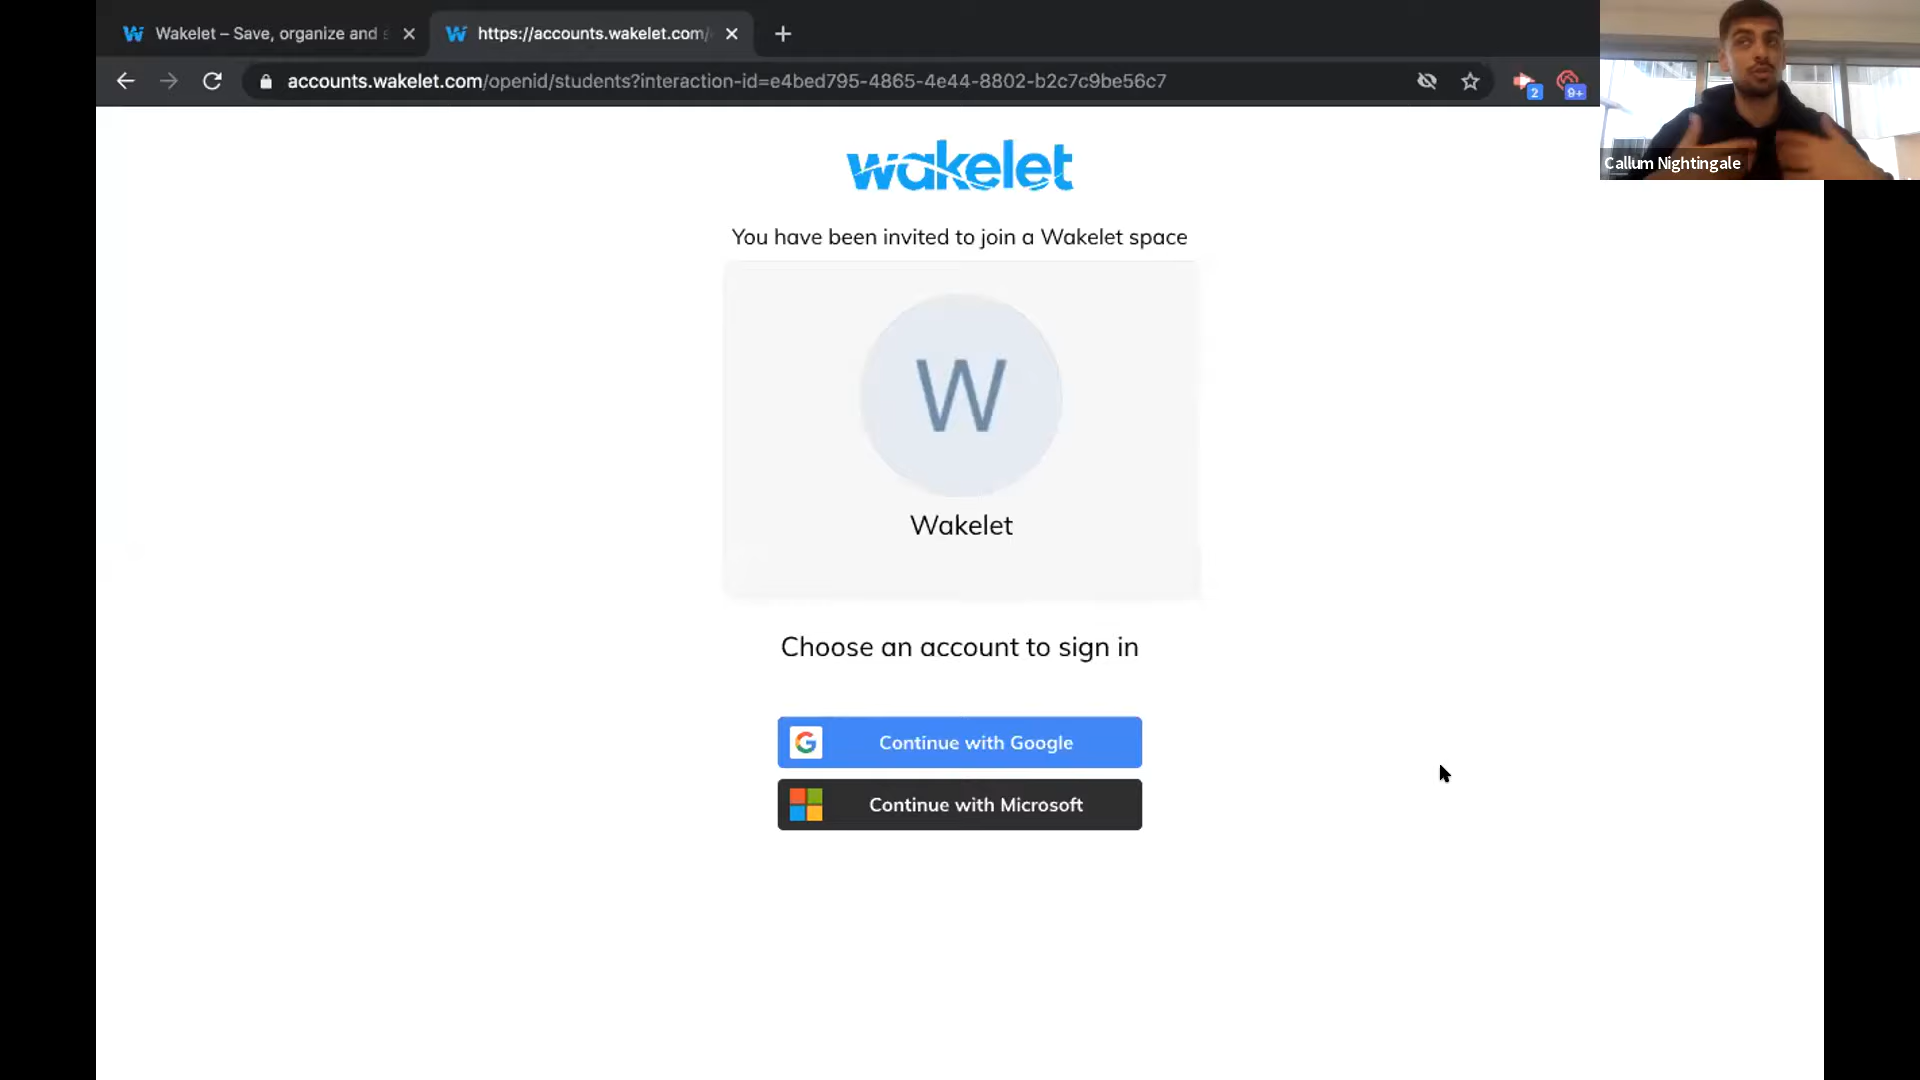 Wakelet – Save, organize and
https://accounts.wakelet.com/
accounts.wakelet.com/openid/students?interaction-id=e4bed795-4865-4e44-8802-b2c7c9be56c7
2
9+
Callum Nightingale
wakelet
You have been invited to join a Wakelet space
W
Wakelet
Choose an account to sign in
G Continue with Google
Continue with Microsoft